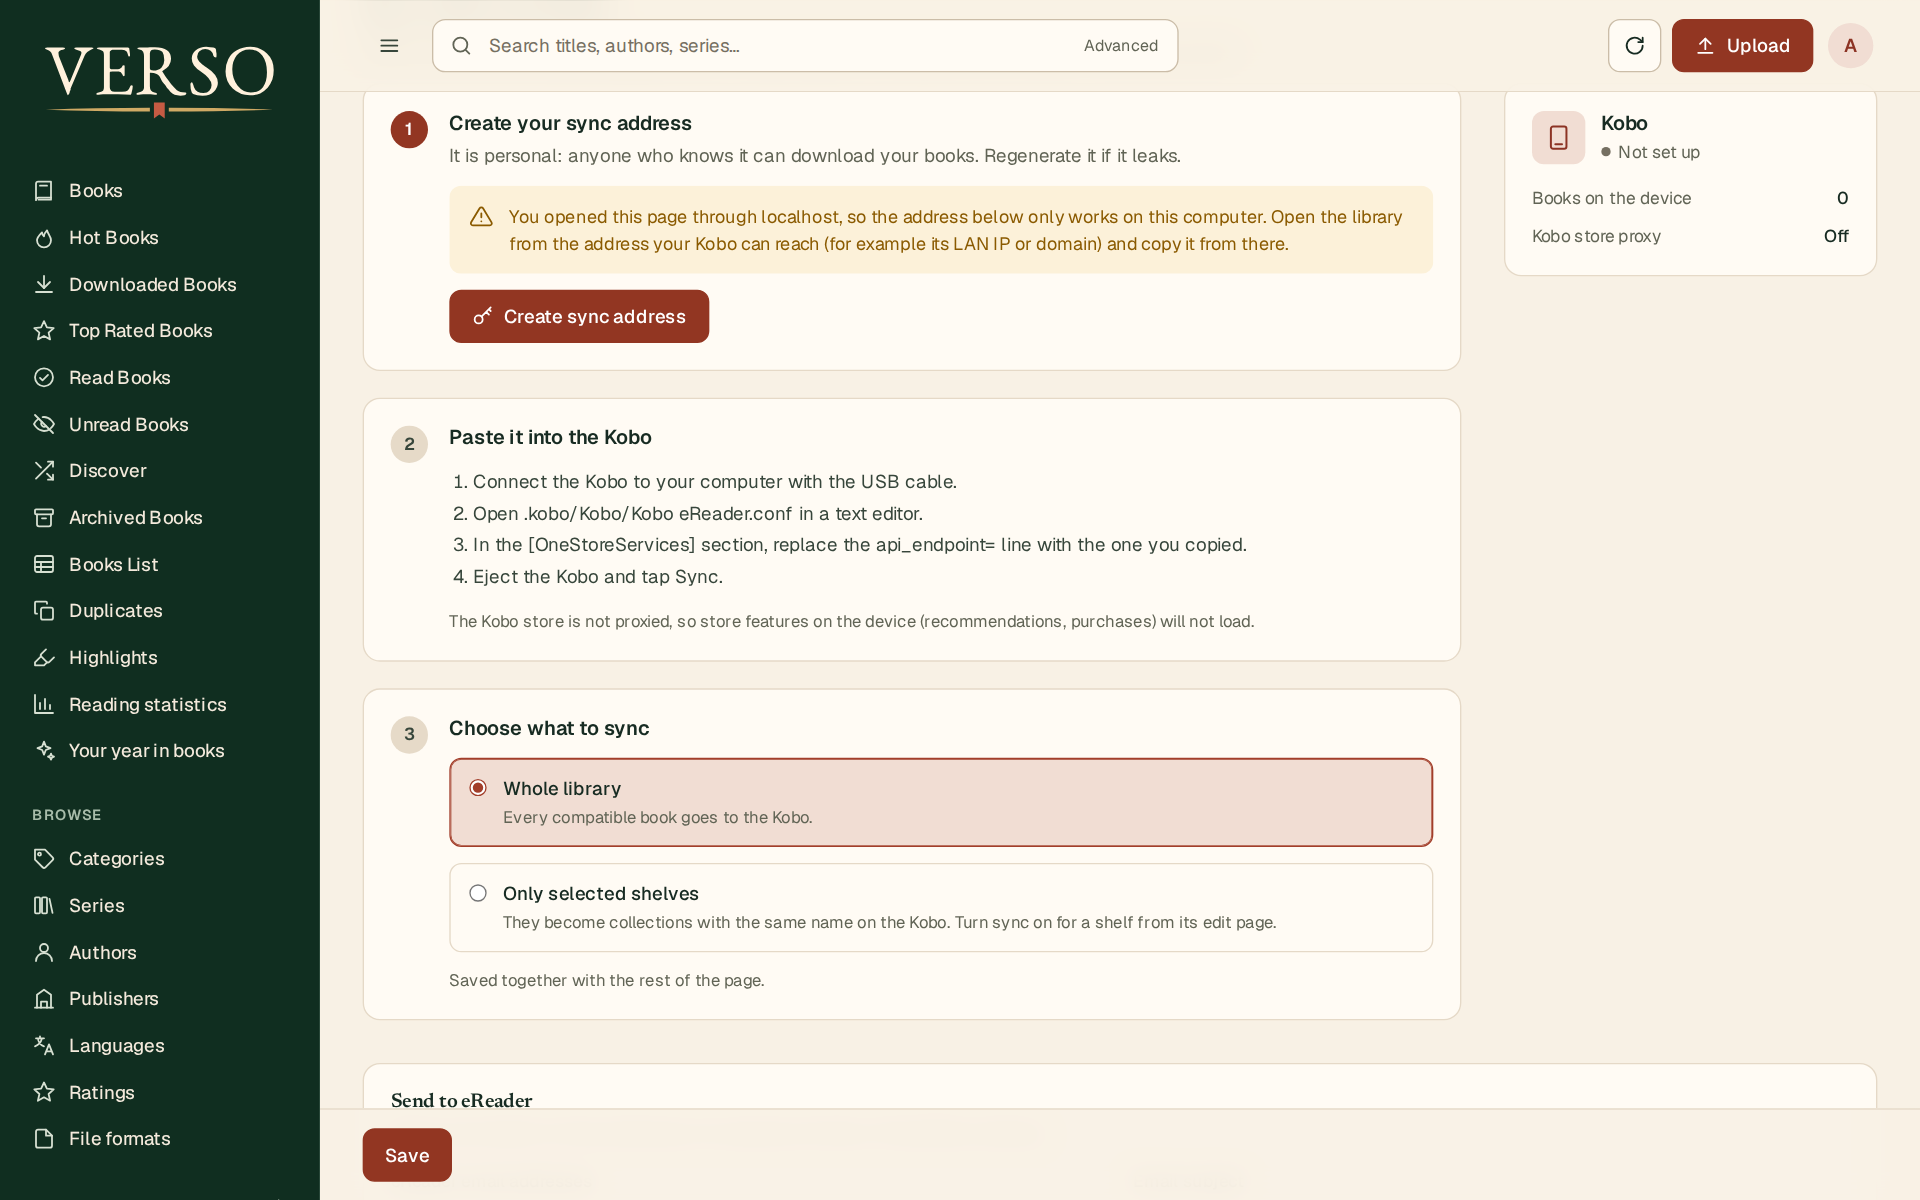 VERSO
Books
Hot Books
Downloaded Books
Top Rated Books
Read Books
Unread Books
Discover
Archived Books
Books List
Duplicates
Highlights
Reading statistics
Your year in books
BROWSE
Categories
Series
Authors
Publishers
Languages
Ratings
File formats
Search titles, authors, series...
Advanced
Upload
A
1
Create your sync address
It is personal: anyone who knows it can download your books. Regenerate it if it leaks.
You opened this page through localhost, so the address below only works on this computer. Open the library
from the address your Kobo can reach (for example its LAN IP or domain) and copy it from there.
Create sync address
2
Paste it into the Kobo
1. Connect the Kobo to your computer with the USB cable.
2. Open .kobo/Kobo/Kobo eReader.conf in a text editor.
3. In the [OneStoreServices] section, replace the api_endpoint= line with the one you copied.
4. Eject the Kobo and tap Sync.
The Kobo store is not proxied, so store features on the device (recommendations, purchases) will not load.
3
Choose what to sync
Whole library
Every compatible book goes to the Kobo.
Only selected shelves
They become collections with the same name on the Kobo. Turn sync on for a shelf from its edit page.
Saved together with the rest of the page.
Kobo
Not set up
Books on the device 0
Kobo store proxy Off
Send to eReader
Save